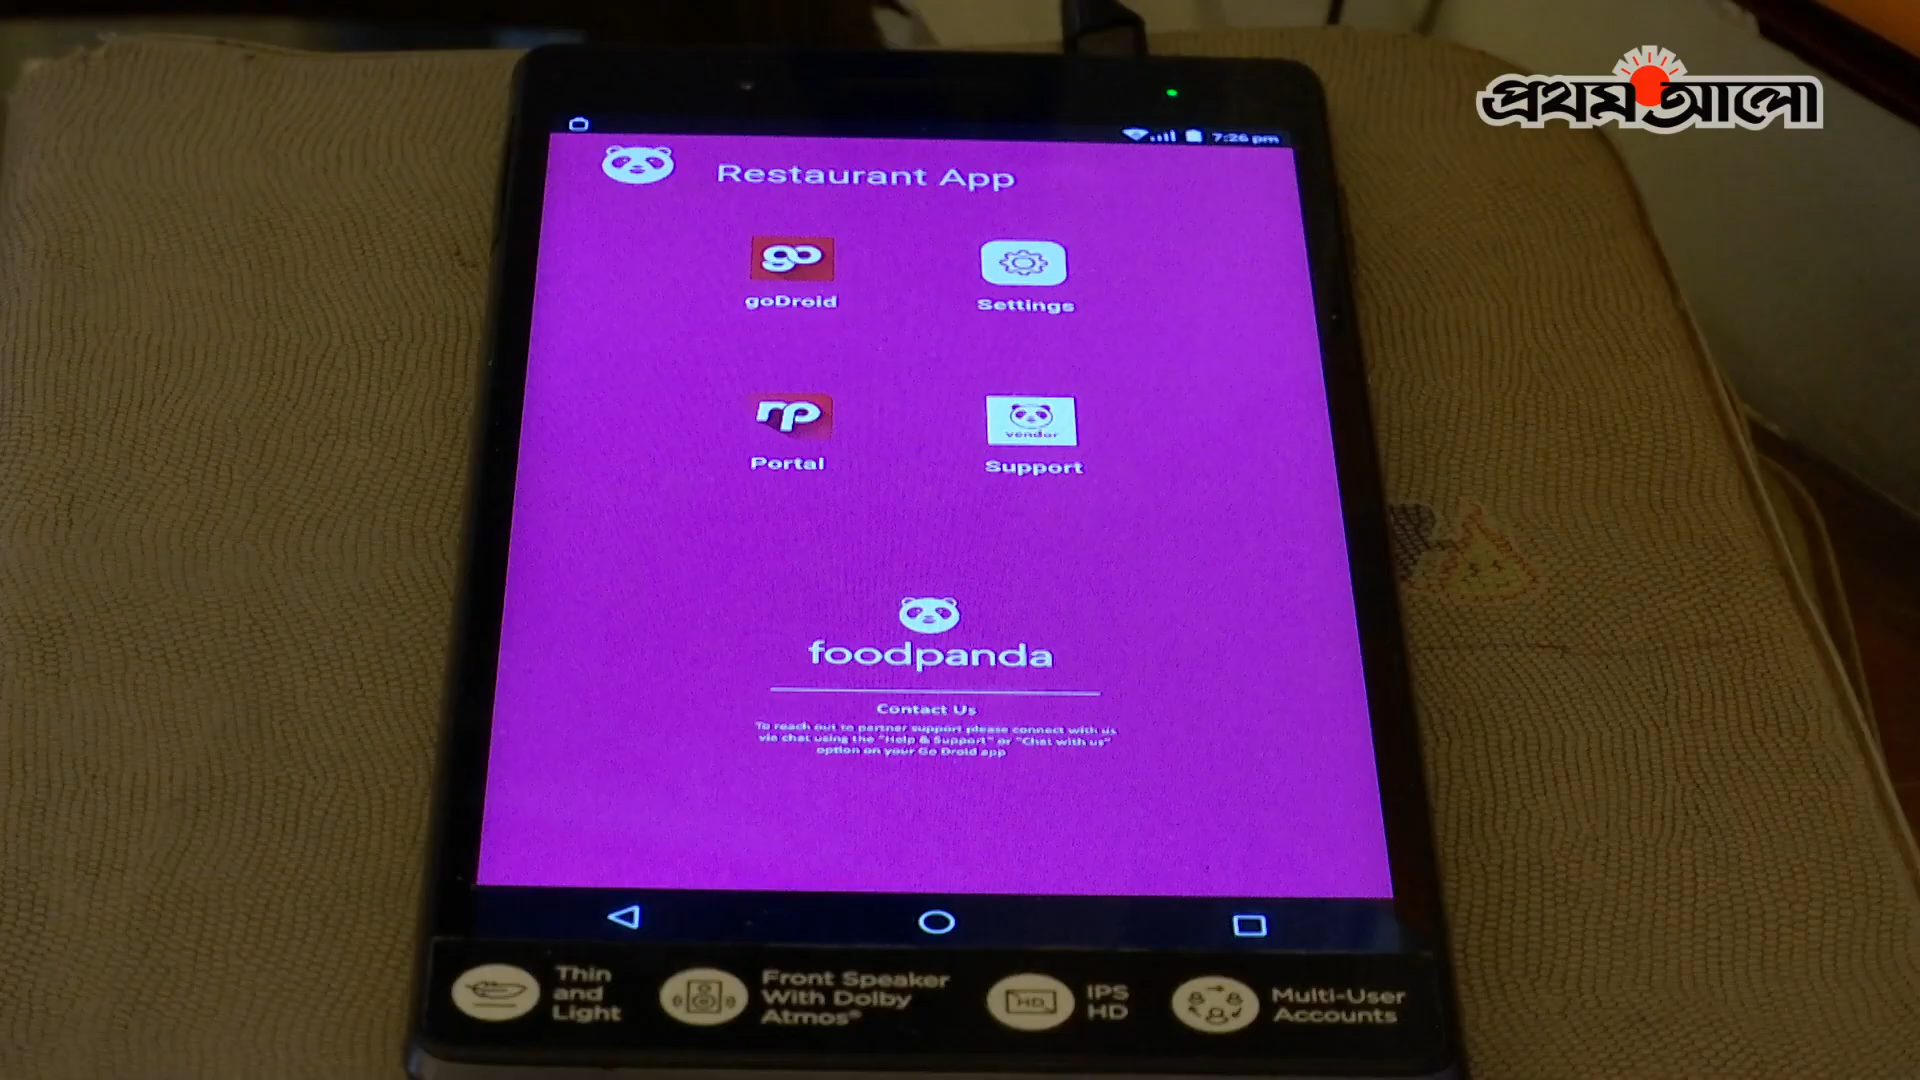 প্রথম আলো
7:26 pm
Restaurant App
go
goDroid
Settings
rp
Portal
vendor
Support
foodpanda
Contact Us
To reach out to partner support please connect with us
via chat using the "Help & Support" or "Chat with us"
option on your Go Droid app
Thin
and
Light
Front Speaker
With Dolby
Atmos®
HD
IPS
HD
Multi-User
Accounts